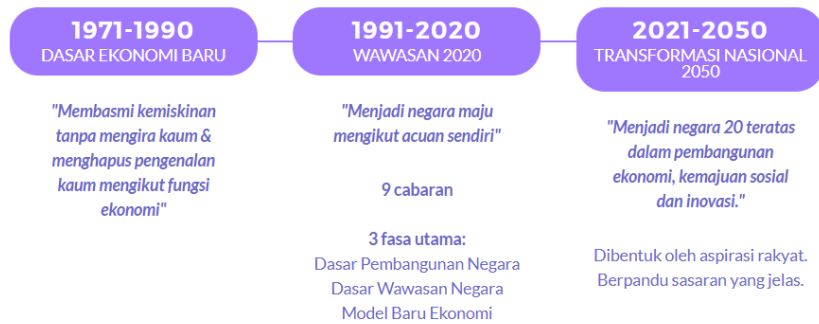 1971-1990
DASAR EKONOMI BARU
"Membasmi kemiskinan
tanpa mengira kaum &
menghapus pengenalan
kaum mengikut fungsi
ekonomi"
1991-2020
WAWASAN 2020
"Menjadi negara maju
mengikut acuan sendiri"
9 cabaran
3 fasa utama:
Dasar Pembangunan Negara
Dasar Wawasan Negara
Model Baru Ekonomi
2021-2050
TRANSFORMASI NASIONAL
2050
"Menjadi negara 20 teratas
dalam pembangunan
ekonomi, kemajuan sosial
dan inovasi."
Dibentuk oleh aspirasi rakyat.
Berpandu sasaran yang jelas.